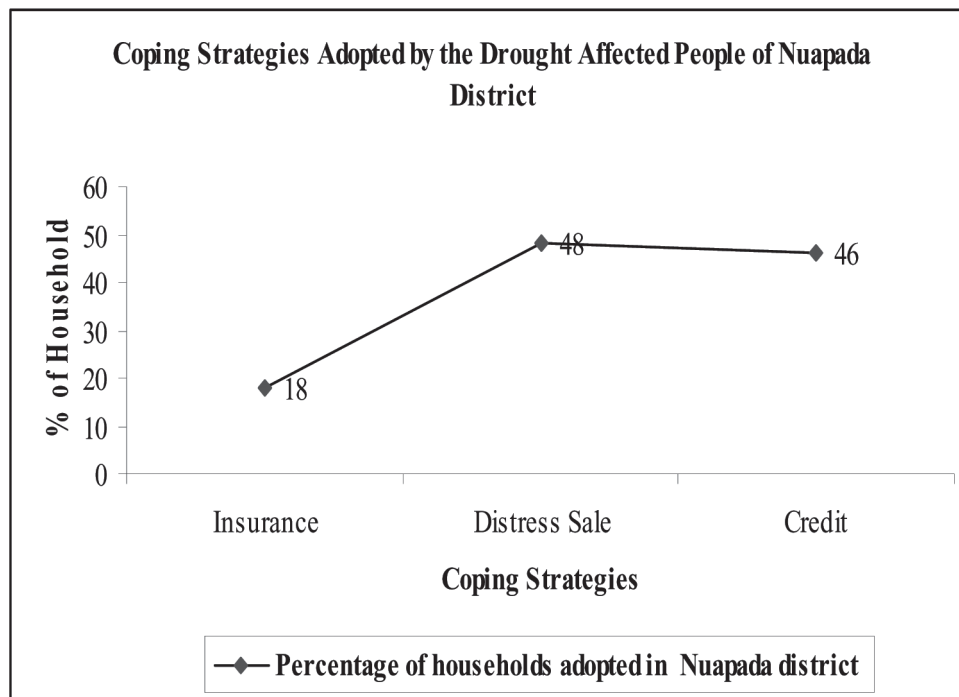 Coping Strategies Adopted by the Drought Affected People of Nuapada
District
% of Household
60
50
40
30
20
10
0
18
48
46
Insurance Distress Sale Credit
Coping Strategies
Percentage of households adopted in Nuapada district